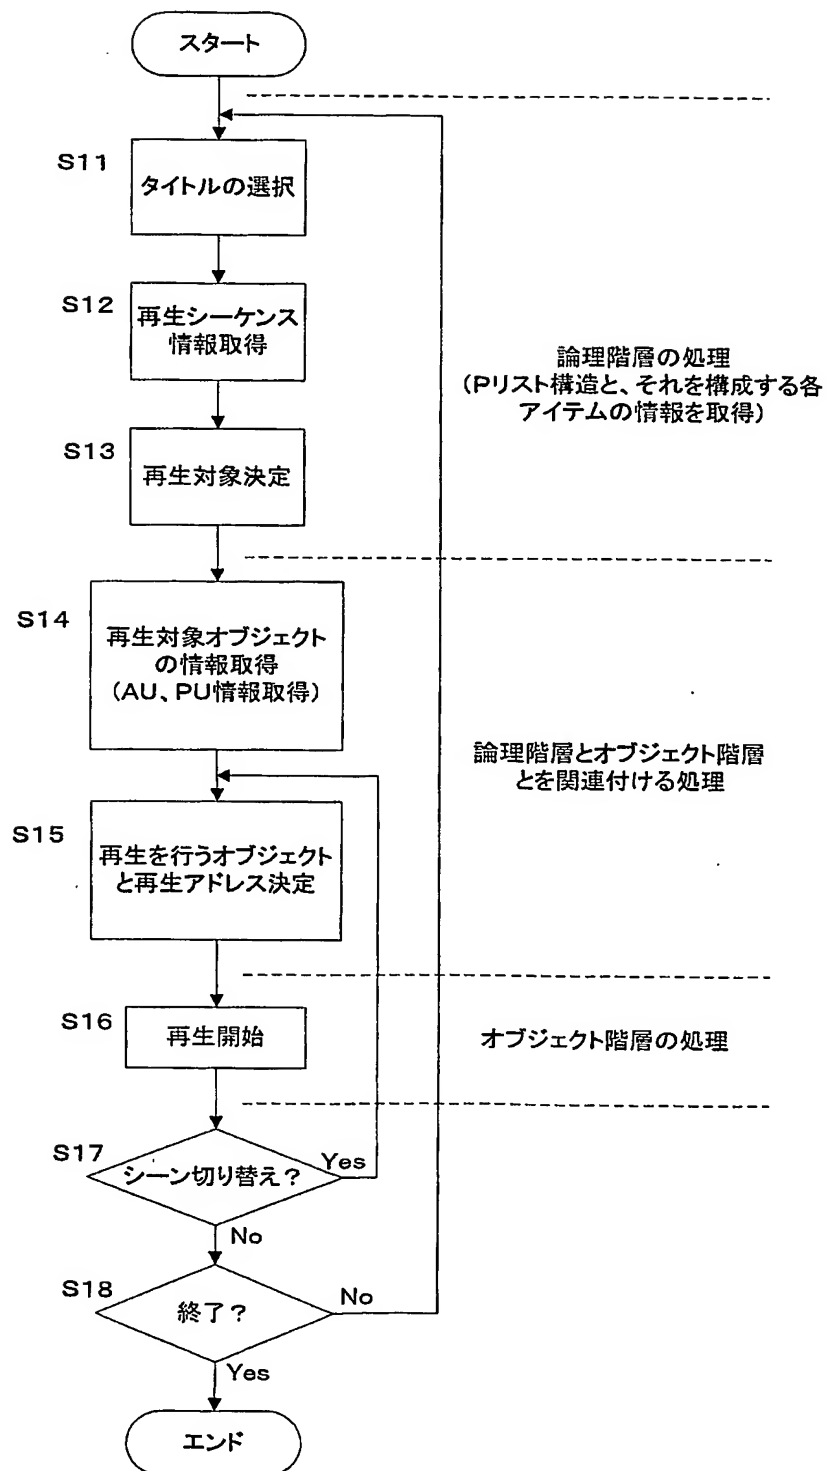 スタート
S11
タイトルの選択
S12
再生シーケンス
情報取得
論理階層の処理
(Pリスト構造と、それを構成する各
アイテムの情報を取得)
S13
再生対象決定
S14
再生対象オブジェクト
の情報取得
(AU、PU情報取得)
論理階層とオブジェクト階層
とを関連付ける処理
S15
再生を行うオブジェクト
と再生アドレス決定
S16
再生開始
オブジェクト階層の処理
S17
シーン切り替え?
Yes
No
S18
終了?
No
Yes
エンド